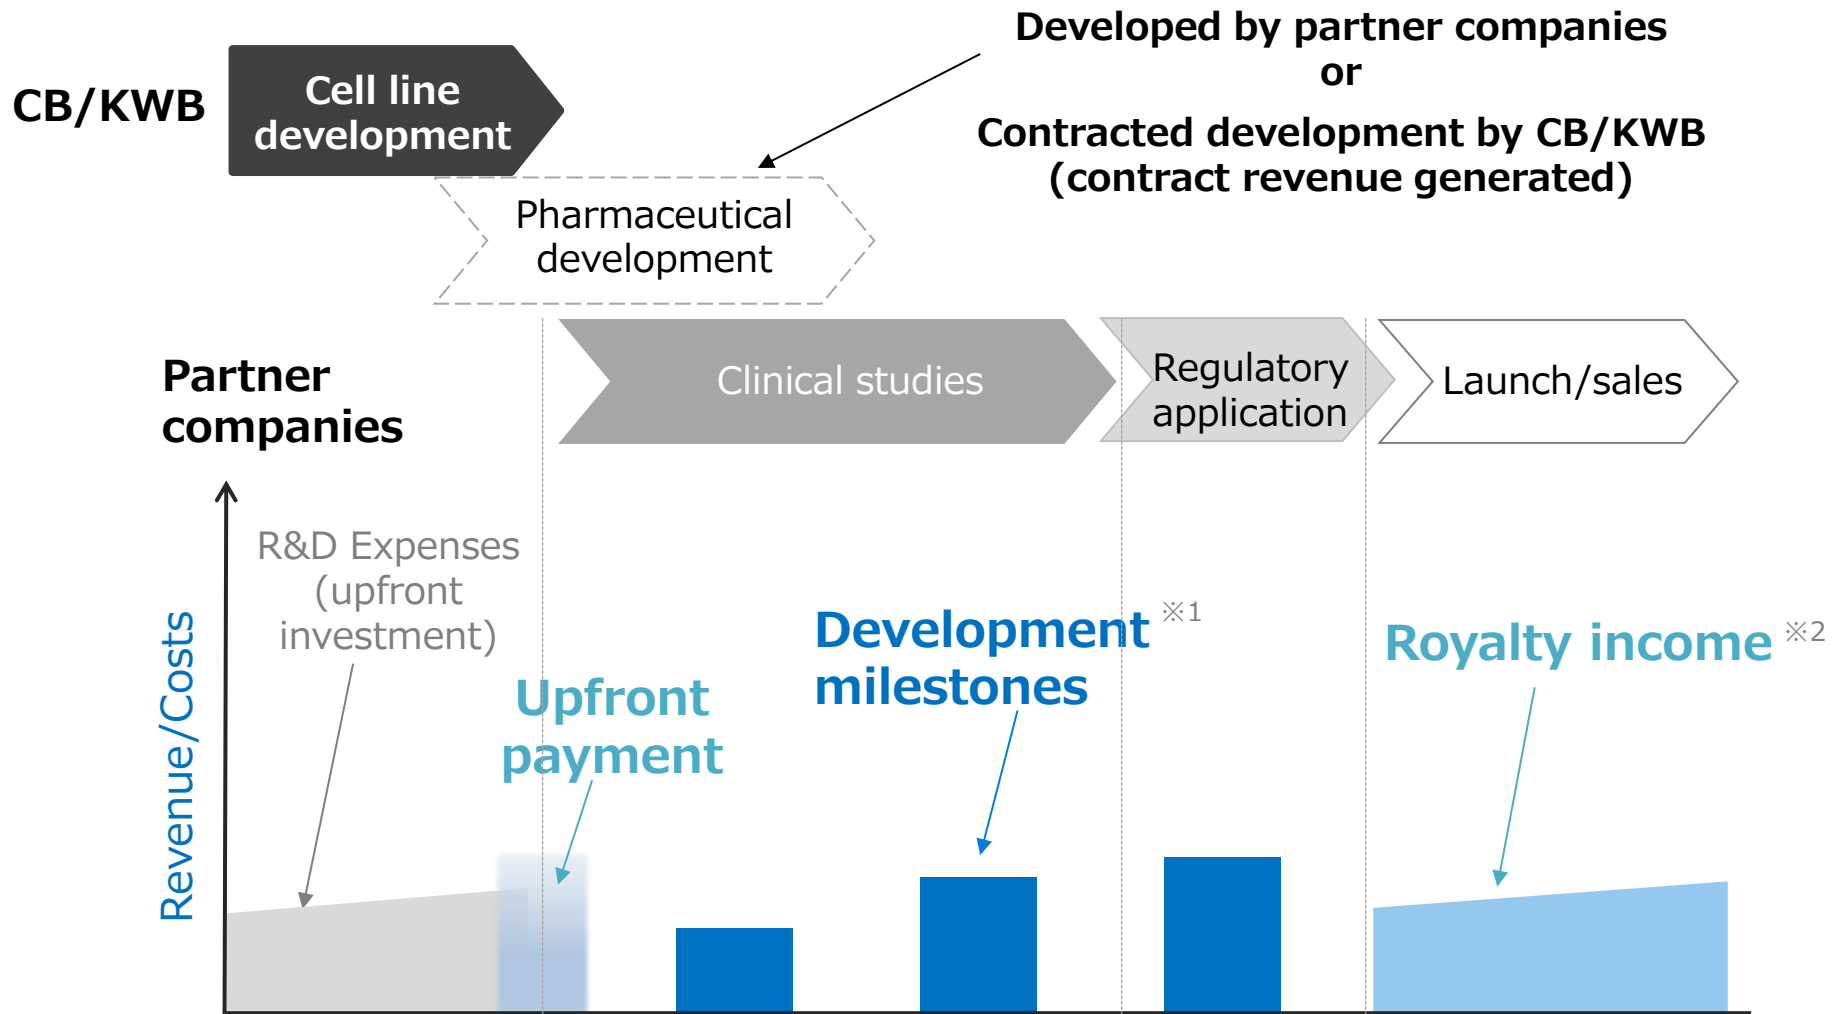 Developed by partner companies
or
Contracted development by CB/KWB
(contract revenue generated)
CB/KWB
Cell line
development
Pharmaceutical
development
Partner
companies
Clinical studies
Regulatory
application
Launch/sales
Revenue/Costs
R&D Expenses
(upfront
investment)
Upfront
payment
Development ※1
milestones
Royalty income ※2